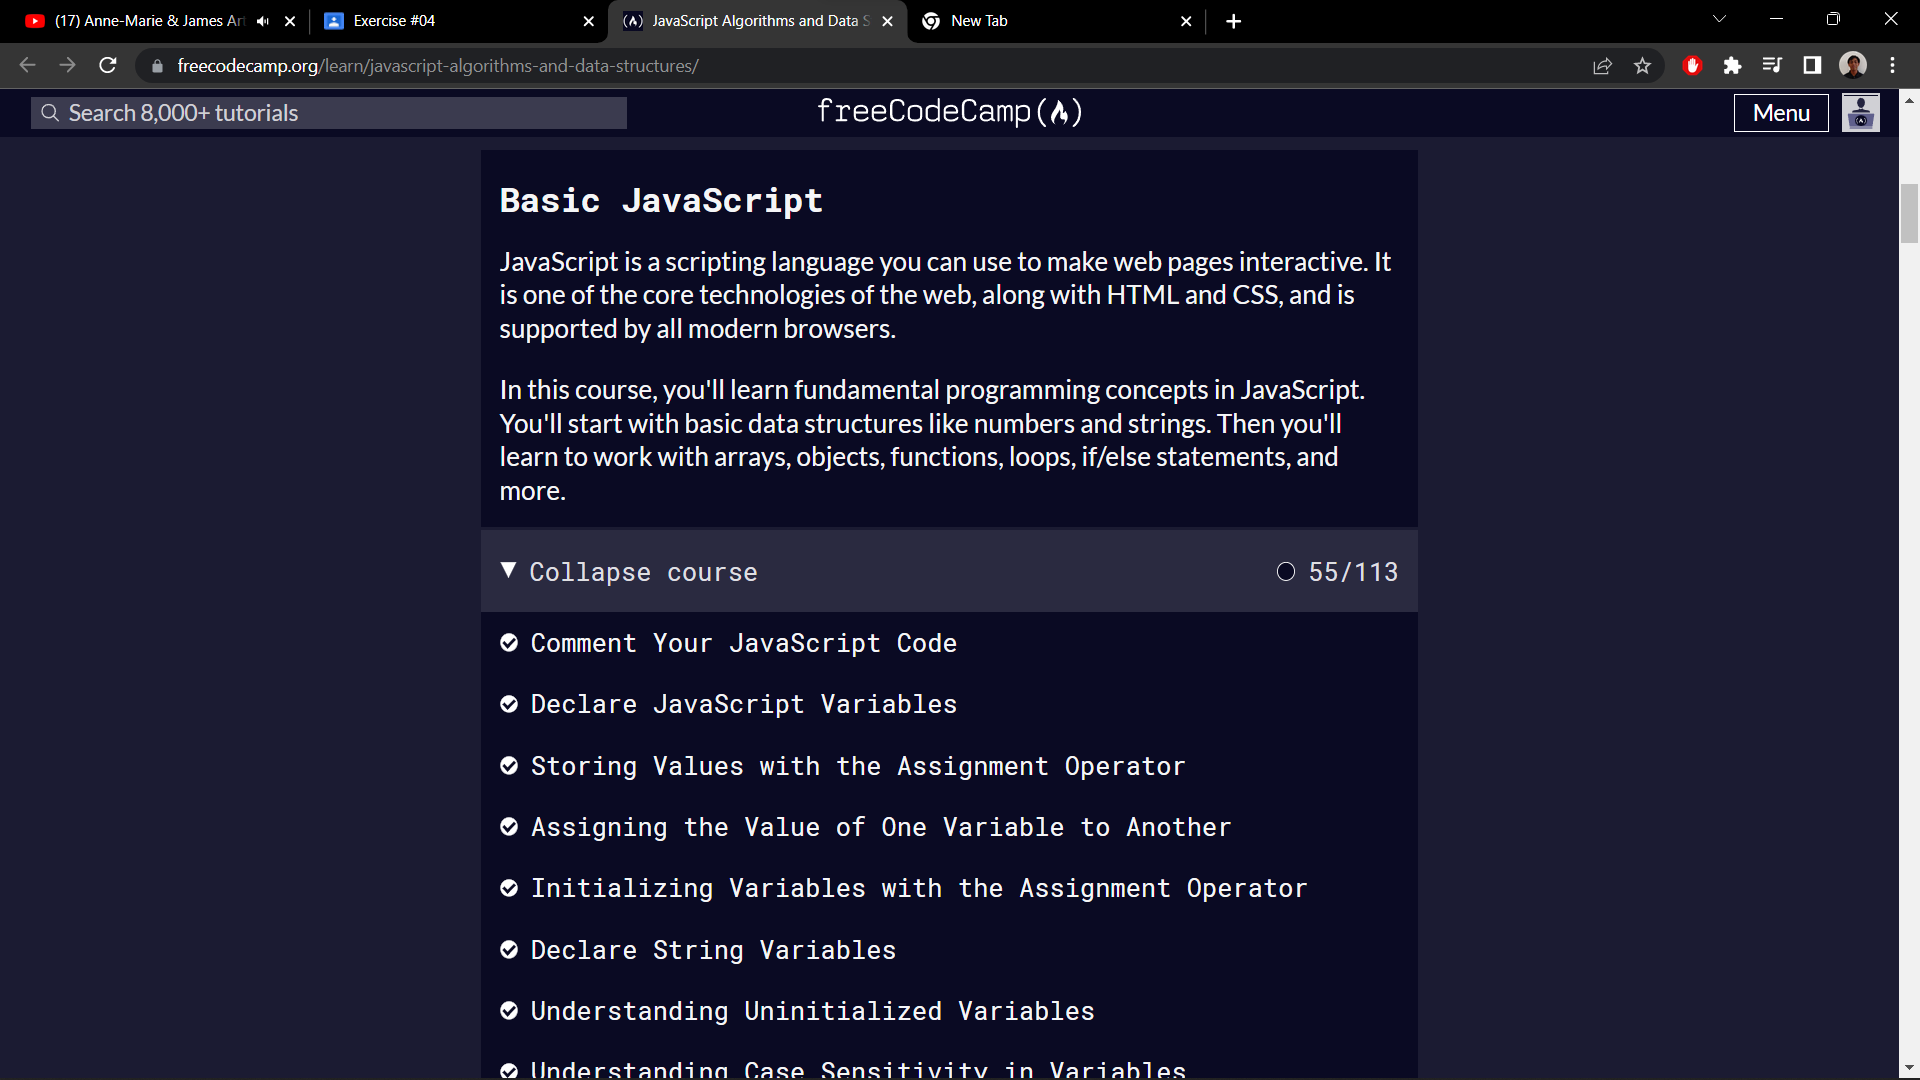 (17) Anne-Marie & James Art
Exercise #04
JavaScript Algorithms and Data S
New Tab
freecodecamp.org/learn/javascript-algorithms-and-data-structures/
Search 8,000+ tutorials
freeCodeCamp
Menu
Basic JavaScript
JavaScript is a scripting language you can use to make web pages interactive. It
is one of the core technologies of the web, along with HTML and CSS, and is
supported by all modern browsers.
In this course, you'll learn fundamental programming concepts in JavaScript.
You'll start with basic data structures like numbers and strings. Then you'll
learn to work with arrays, objects, functions, loops, if/else statements, and
more.
Collapse course
55/113
Comment Your JavaScript Code
Declare JavaScript Variables
Storing Values with the Assignment Operator
Assigning the Value of One Variable to Another
Initializing Variables with the Assignment Operator
Declare String Variables
Understanding Uninitialized Variables
Understanding Case Sensitivity in Variables